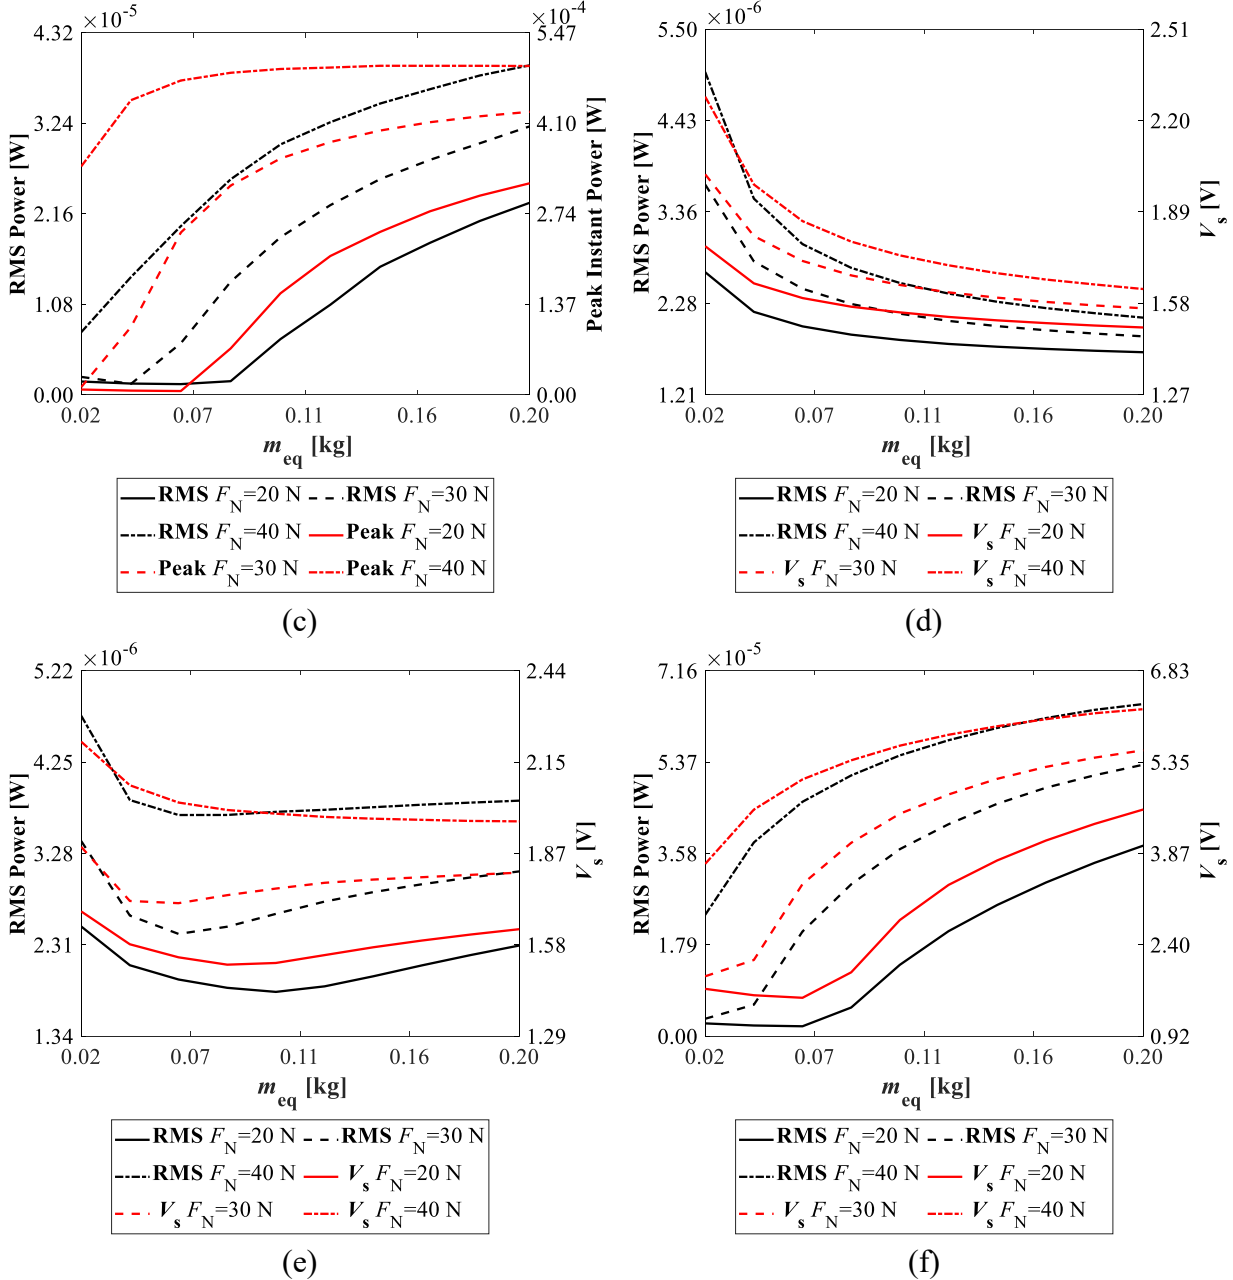 ×10⁻⁵
×10⁻⁴
4.32
3.24
2.16
1.08
0.00
RMS Power [W]
5.47
4.10
2.74
1.37
0.00
Peak Instant Power [W]
0.02 0.07 0.11 0.16 0.20
m_eq [kg]
RMS F_N=20 N RMS F_N=30 N
RMS F_N=40 N Peak F_N=20 N
Peak F_N=30 N Peak F_N=40 N
(c)
×10⁻⁶
5.50
4.43
3.36
2.28
1.21
RMS Power [W]
2.51
2.20
1.89
1.58
1.27
V_s [V]
0.02 0.07 0.11 0.16 0.20
m_eq [kg]
RMS F_N=20 N RMS F_N=30 N
RMS F_N=40 N V_s F_N=20 N
V_s F_N=30 N V_s F_N=40 N
(d)
×10⁻⁶
5.22
4.25
3.28
2.31
1.34
RMS Power [W]
2.44
2.15
1.87
1.58
1.29
V_s [V]
0.02 0.07 0.11 0.16 0.20
m_eq [kg]
RMS F_N=20 N RMS F_N=30 N
RMS F_N=40 N V_s F_N=20 N
V_s F_N=30 N V_s F_N=40 N
(e)
×10⁻⁵
7.16
5.37
3.58
1.79
0.00
RMS Power [W]
6.83
5.35
3.87
2.40
0.92
V_s [V]
0.02 0.07 0.11 0.16 0.20
m_eq [kg]
RMS F_N=20 N RMS F_N=30 N
RMS F_N=40 N V_s F_N=20 N
V_s F_N=30 N V_s F_N=40 N
(f)